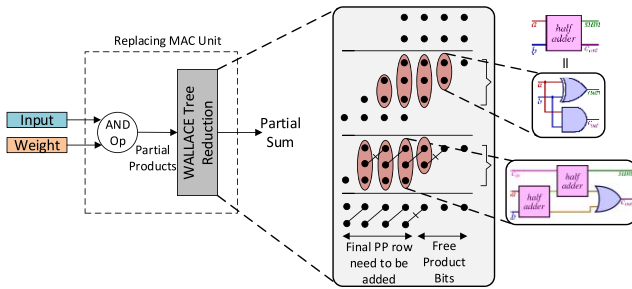 Replacing MAC Unit
Input
Weight
AND
Op
Partial
Products
WALLACE Tree
Reduction
Partial
Sum
Final PP row
need to be
added
Free
Product
Bits
a
b
half
adder
sum
c_out
a
b
sum
c_out
c_in
a
b
half
adder
half
adder
sum
c_out